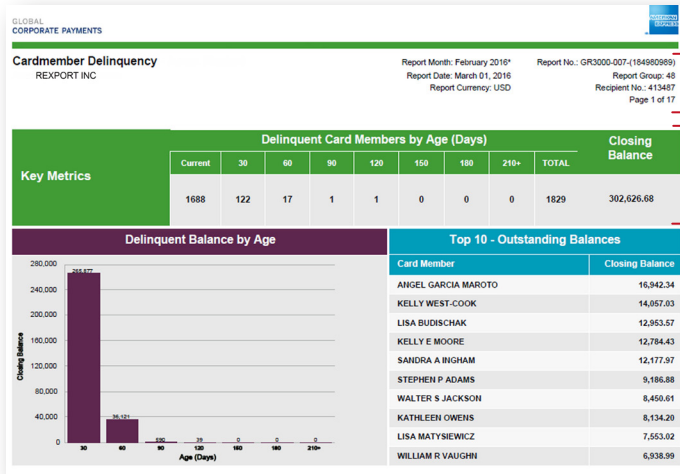 GLOBAL
CORPORATE PAYMENTS
AMERICAN EXPRESS
Cardmember Delinquency
REXPORT INC
Report Month: February 2016*
Report Date: March 01, 2016
Report Currency: USD
Report No.: GR3000-007-(184980989)
Report Group: 48
Recipient No.: 413487
Page 1 of 17
Key Metrics
Delinquent Card Members by Age (Days)
Closing Balance
Current 30 60 90 120 150 180 210+ TOTAL
1688 122 17 1 1 0 0 0 1829 302,626.68
Delinquent Balance by Age
280,000
240,000
200,000
160,000
120,000
80,000
40,000
0
Closing Balance
265,877
36,121
590
39
0
0
0
30 60 90 120 150 180 210+
Age (Days)
Top 10 - Outstanding Balances
Card Member Closing Balance
ANGEL GARCIA MAROTO 16,942.34
KELLY WEST-COOK 14,057.03
LISA BUDISCHAK 12,953.57
KELLY E MOORE 12,784.43
SANDRA A INGHAM 12,177.97
STEPHEN P ADAMS 9,186.88
WALTER S JACKSON 8,450.61
KATHLEEN OWENS 8,134.20
LISA MATYSIEWICZ 7,553.02
WILLIAM R VAUGHN 6,938.99